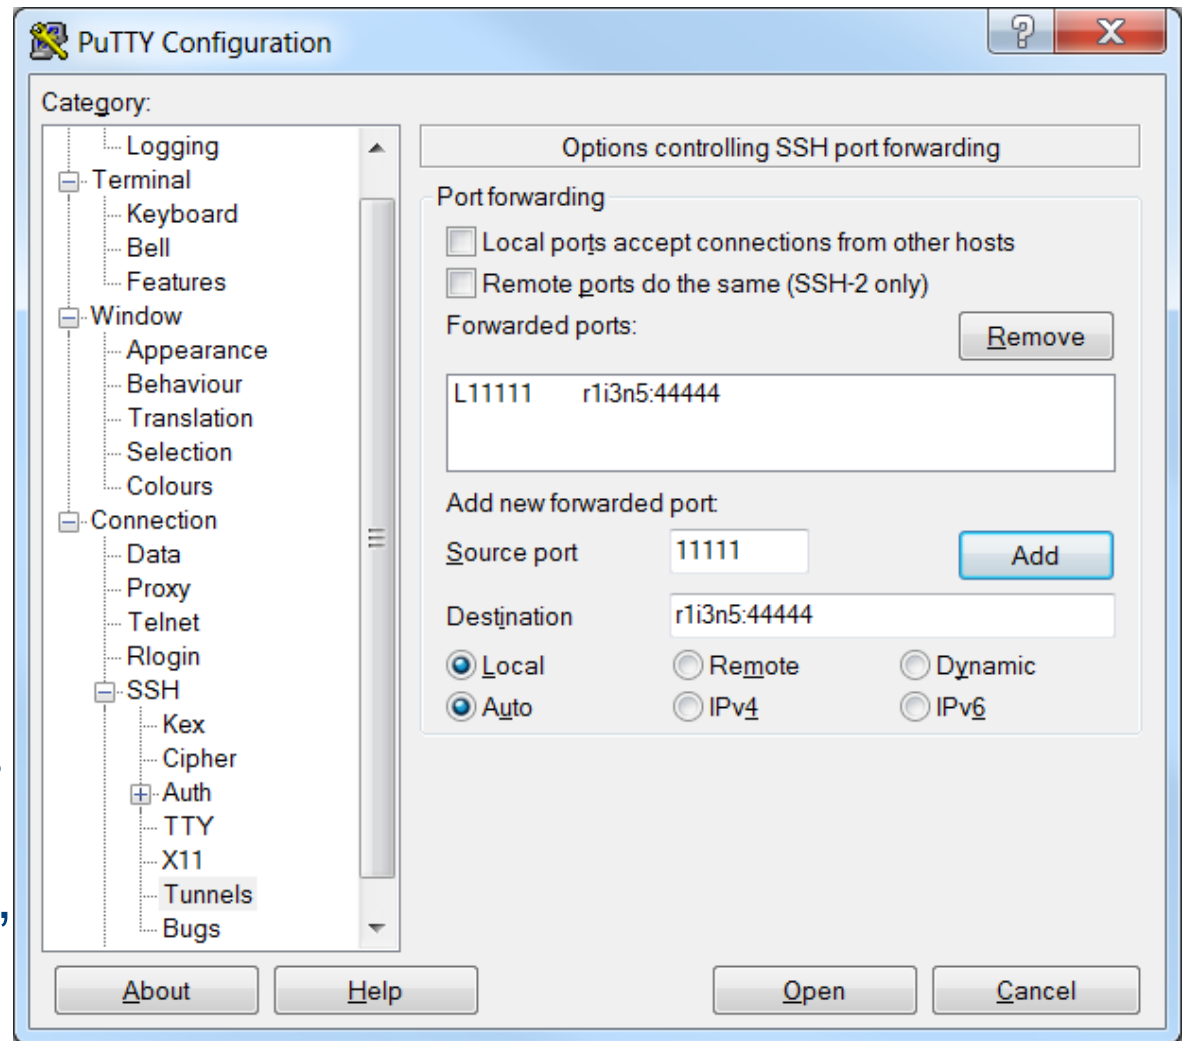 PuTTY Configuration
Category:
Logging
Terminal
Keyboard
Bell
Features
Window
Appearance
Behaviour
Translation
Selection
Colours
Connection
Data
Proxy
Telnet
Rlogin
SSH
Kex
Cipher
Auth
TTY
X11
Tunnels
Bugs
Options controlling SSH port forwarding
Port forwarding
Local ports accept connections from other hosts
Remote ports do the same (SSH-2 only)
Forwarded ports:
Remove
L11111 r1i3n5:44444
Add new forwarded port:
Source port 11111 Add
Destination r1i3n5:44444
Local Remote Dynamic
Auto IPv4 IPv6
About Help Open Cancel